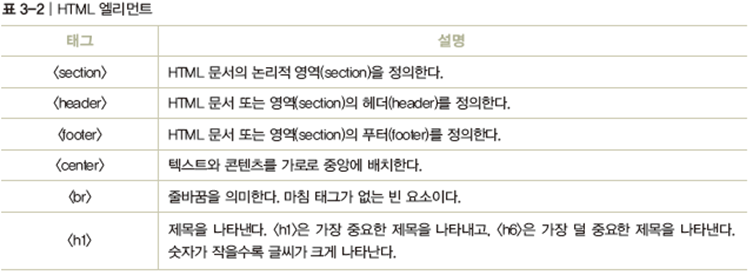 표 3-2 | HTML 엘리먼트
태그 설명
<section> HTML 문서의 논리적 영역(section)을 정의한다.
<header> HTML 문서 또는 영역(section)의 헤더(header)를 정의한다.
<footer> HTML 문서 또는 영역(section)의 푸터(footer)를 정의한다.
<center> 텍스트와 콘텐츠를 가로로 중앙에 배치한다.
<br> 줄바꿈을 의미한다. 마침 태그가 없는 빈 요소이다.
<h1> 제목을 나타낸다. <h1>은 가장 중요한 제목을 나타내고, <h6>은 가장 덜 중요한 제목을 나타낸다.
숫자가 작을수록 글씨가 크게 나타난다.